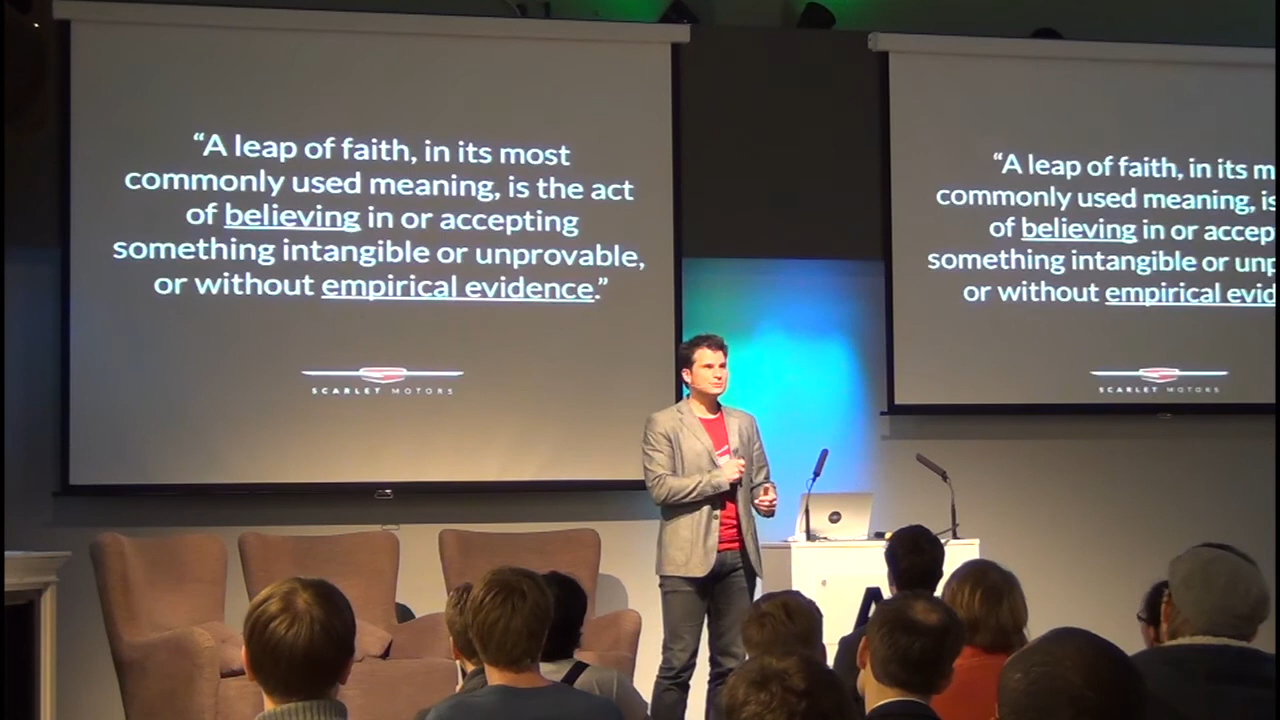 “A leap of faith, in its most
commonly used meaning, is the act
of believing in or accepting
something intangible or unprovable,
or without empirical evidence.”
SCARLET MOTORS
“A leap of faith, in its m
commonly used meaning, is
of believing in or accep
something intangible or unp
or without empirical evid
SCARLET MOTORS